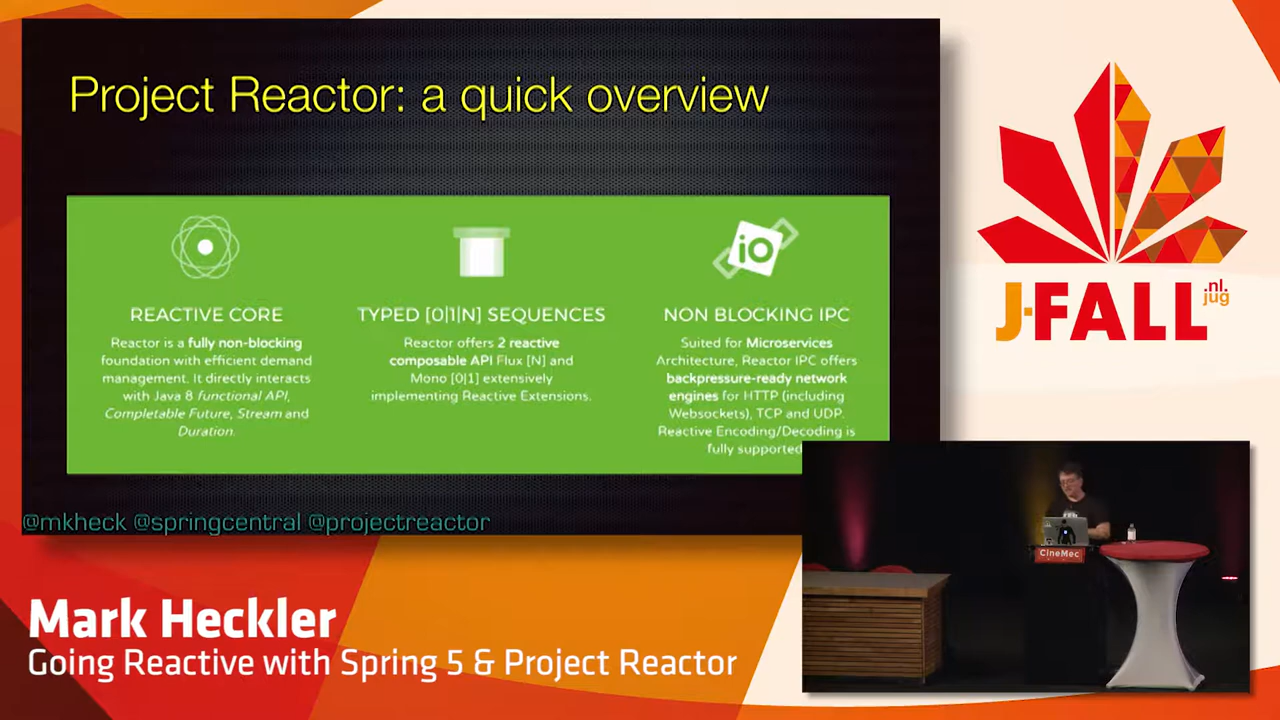 Project Reactor: a quick overview
REACTIVE CORE
Reactor is a fully non-blocking
foundation with efficient demand
management. It directly interacts
with Java 8 functional API,
Completable Future, Stream and
Duration.
TYPED [0|1|N] SEQUENCES
Reactor offers 2 reactive
composable API Flux [N] and
Mono [0|1] extensively
implementing Reactive Extensions.
iO
NON BLOCKING IPC
Suited for Microservices
Architecture, Reactor IPC offers
backpressure-ready network
engines for HTTP (including
Websockets), TCP and UDP.
Reactive Encoding/Decoding is
fully supported
@mkheck @springcentral @projectreactor
J-FALL
.nl.
jug
CineMec
Mark Heckler
Going Reactive with Spring 5 & Project Reactor